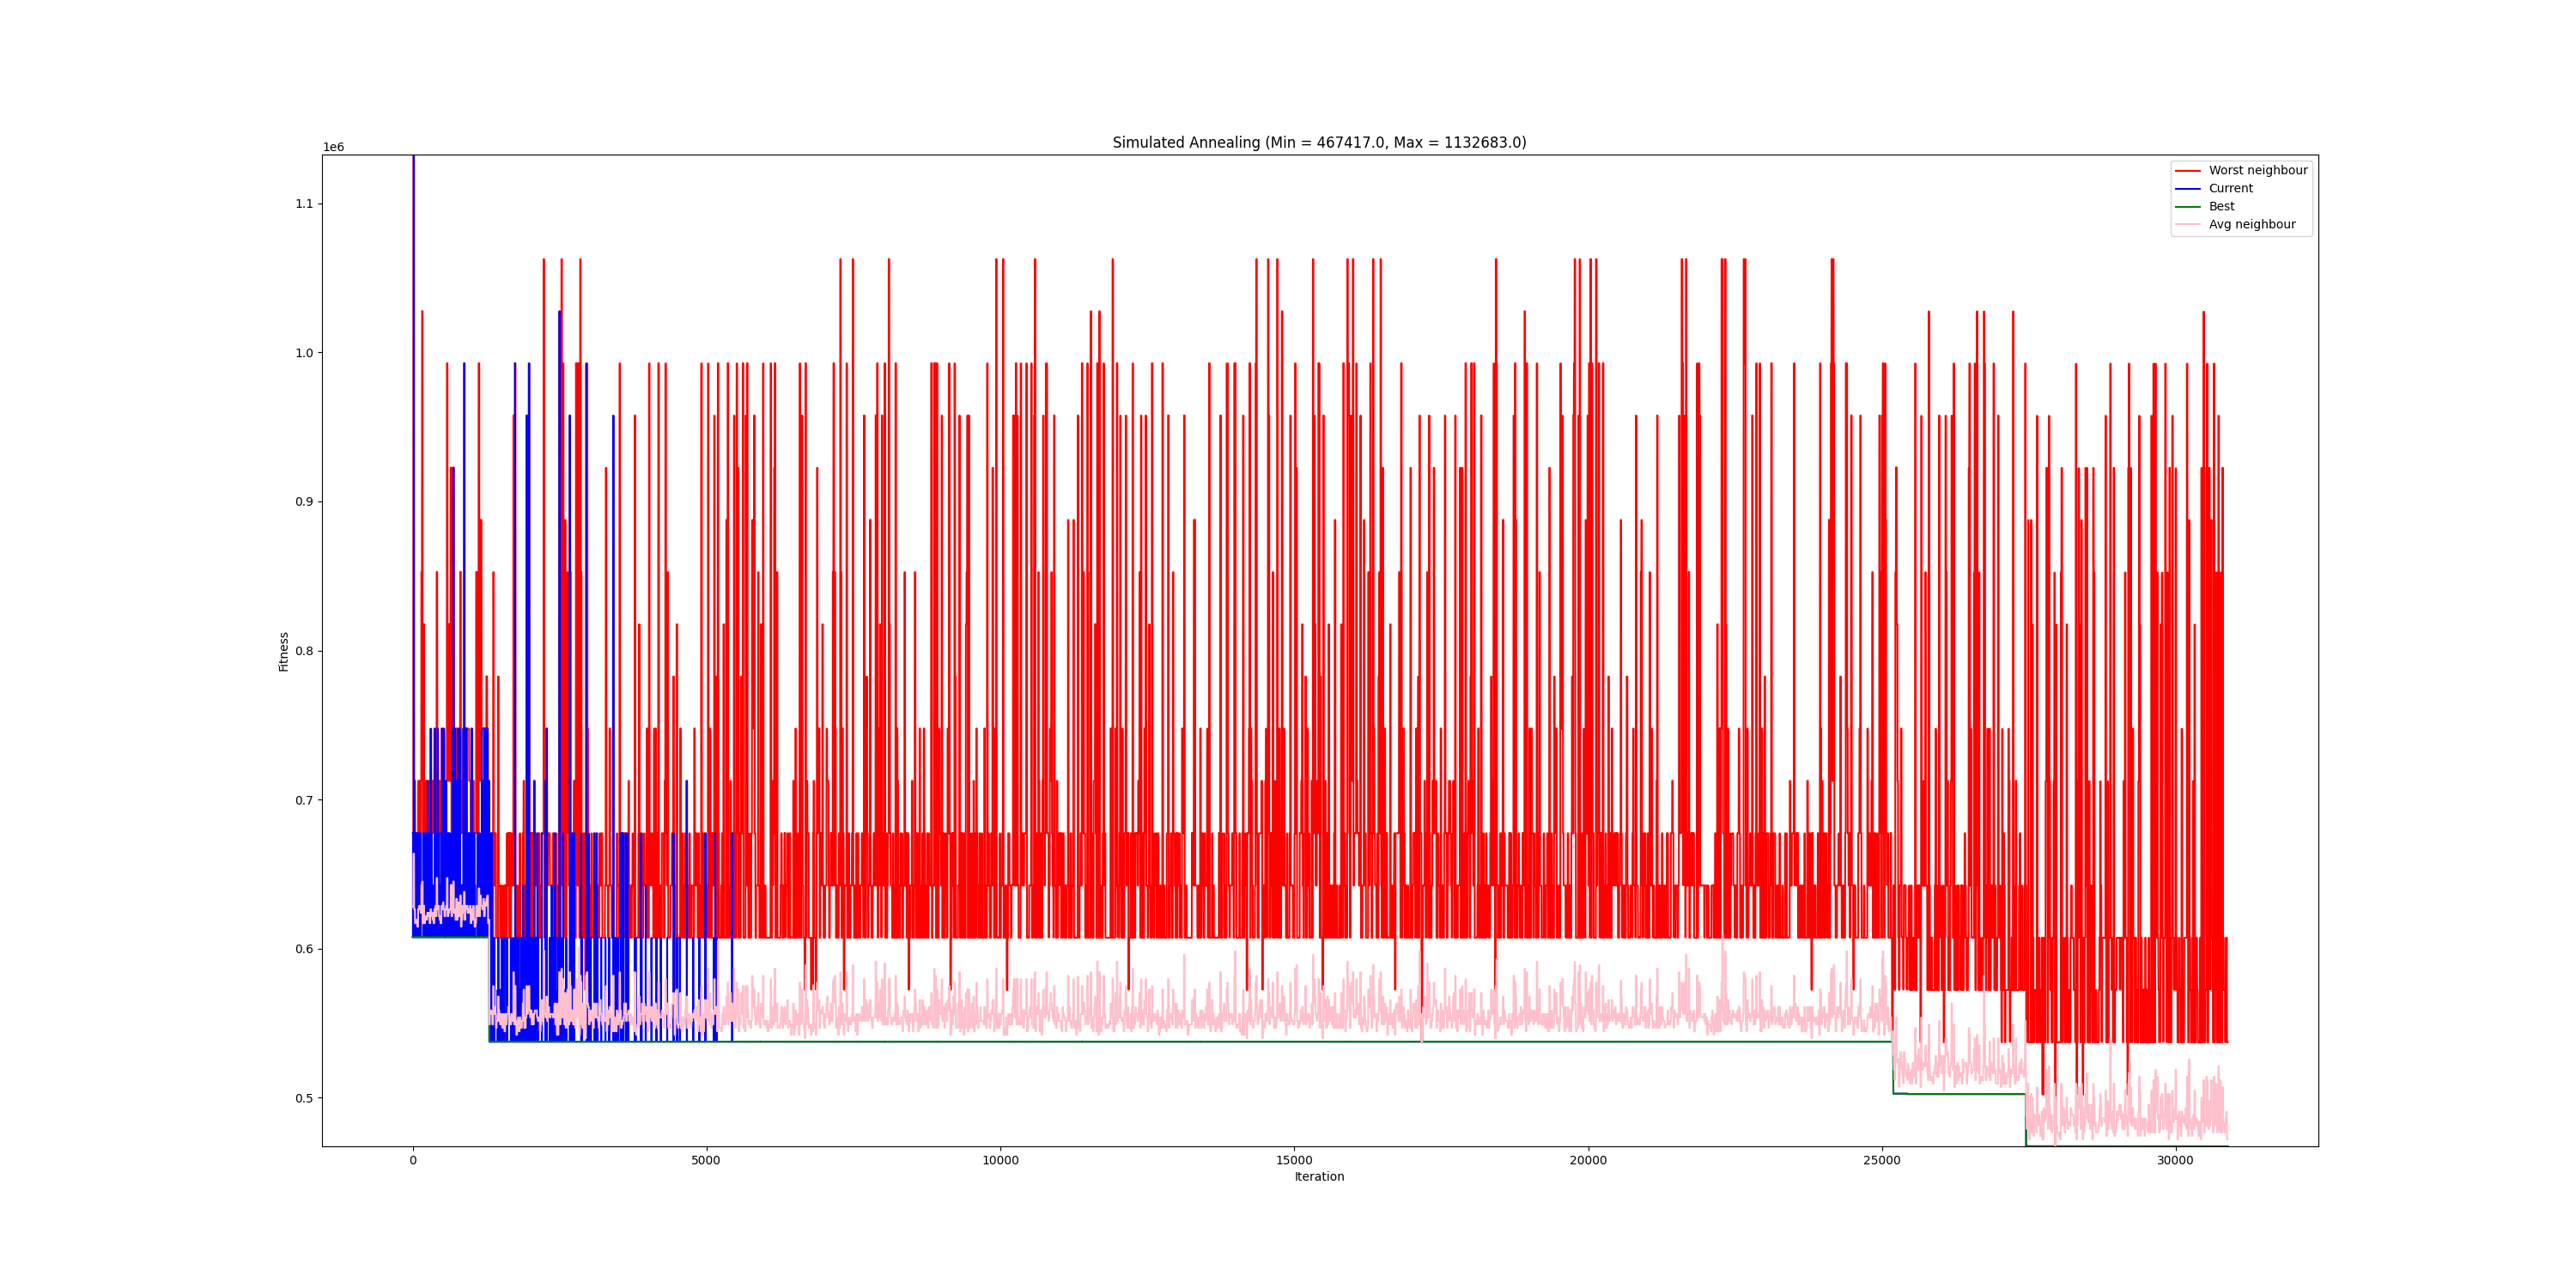 Simulated Annealing (Min = 467417.0, Max = 1132683.0)
1e6
Worst neighbour
Current
Best
Avg neighbour
1.1
1.0
0.9
0.8
0.7
0.6
0.5
Fitness
0 5000 10000 15000 20000 25000 30000
Iteration